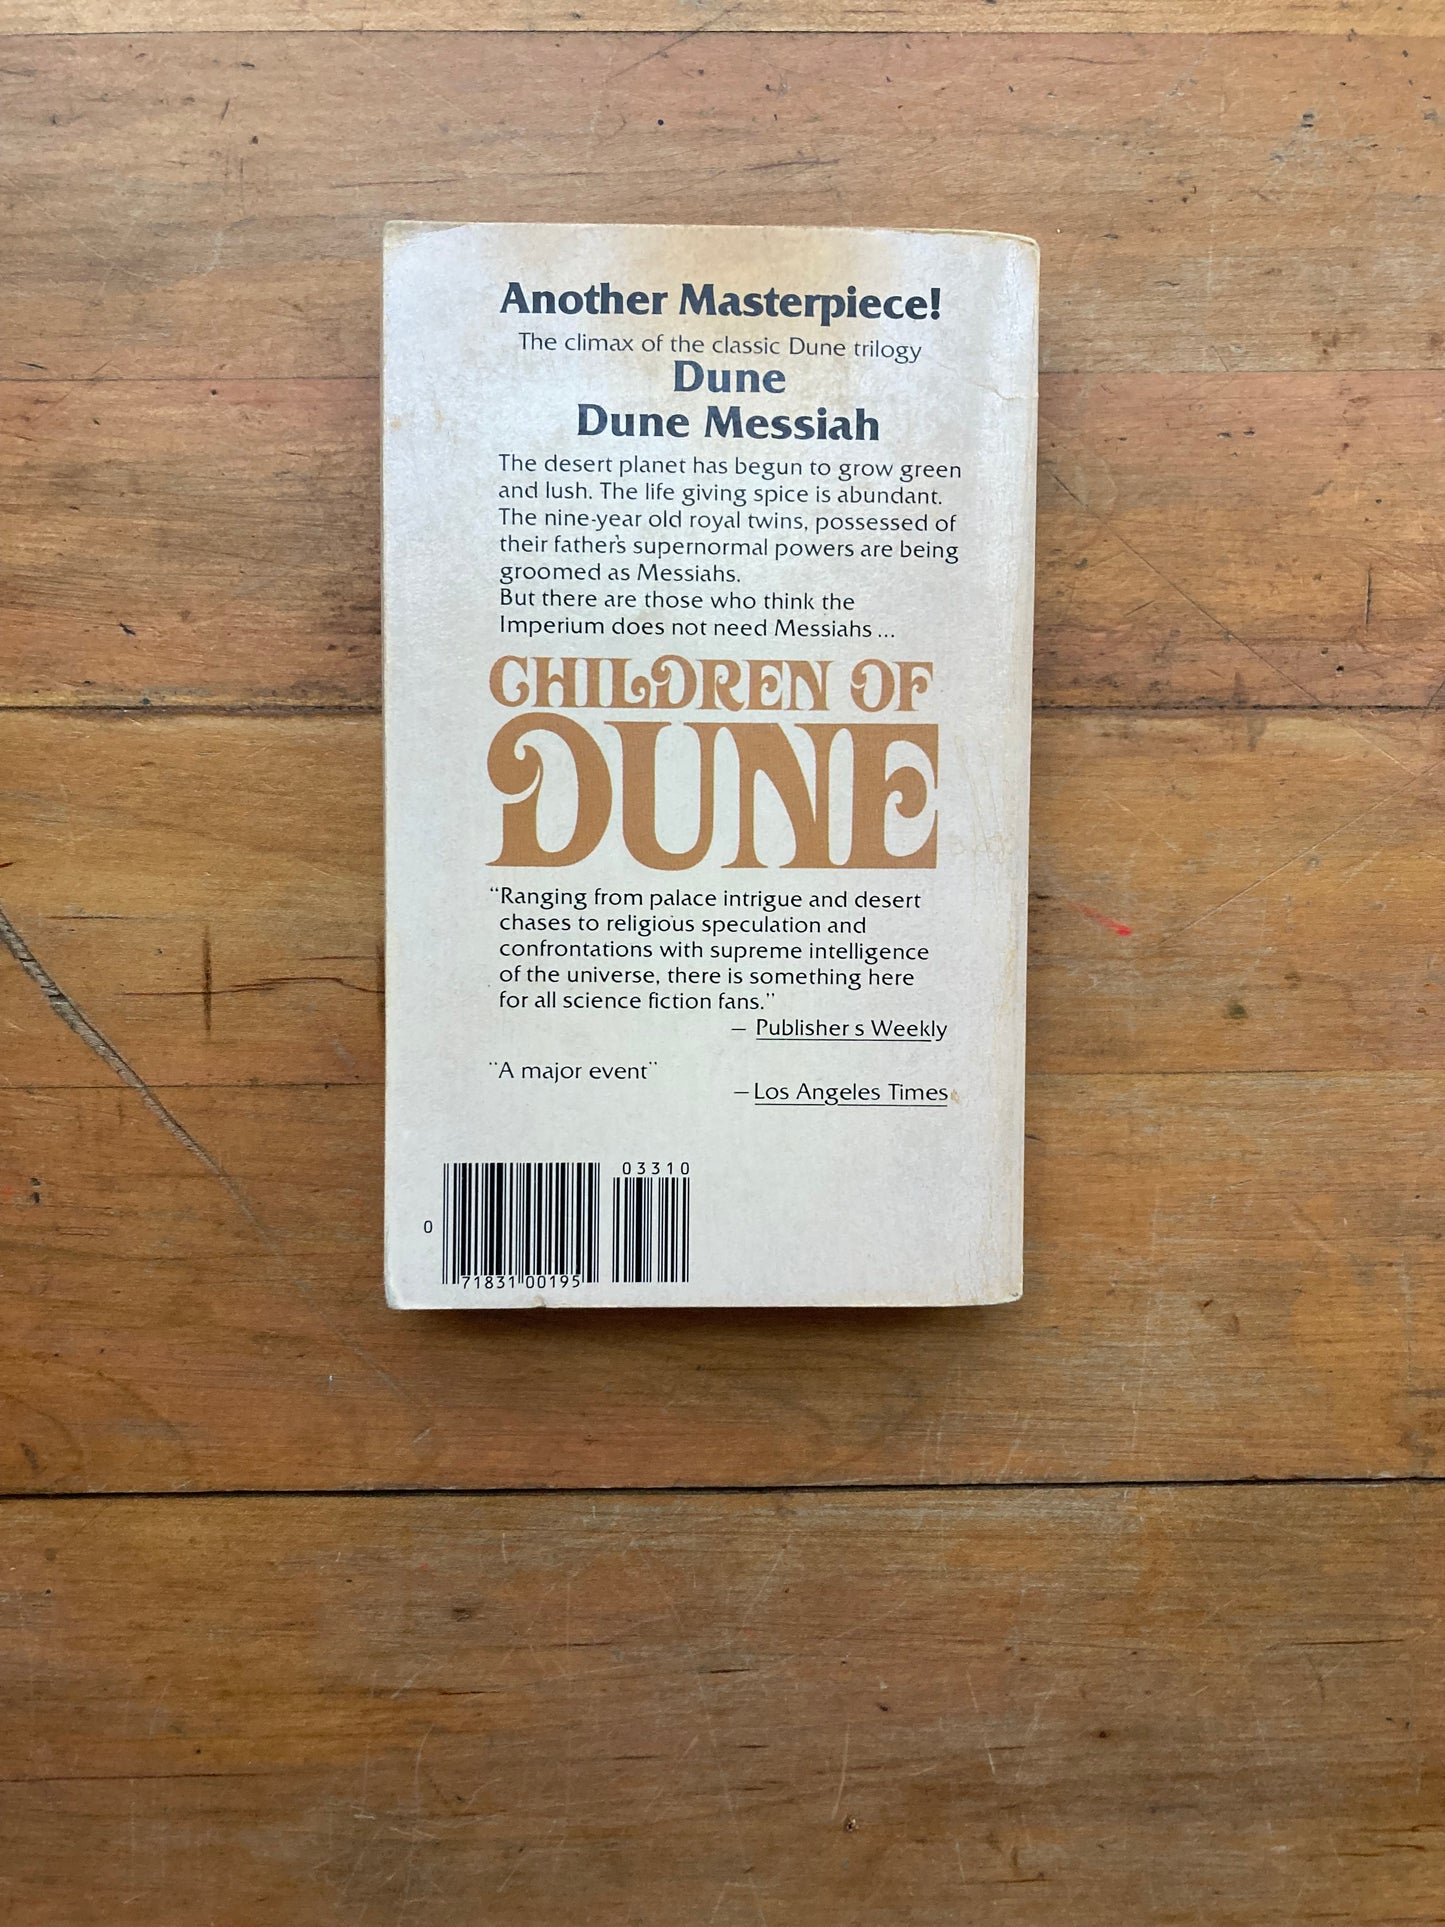 Another Masterpiece!
The climax of the classic Dune trilogy
Dune
Dune Messiah
The desert planet has begun to grow green
and lush. The life giving spice is abundant.
The nine-year old royal twins, possessed of
their father's supernormal powers are being
groomed as Messiahs.
But there are those who think the
Imperium does not need Messiahs ...
CHILDREN OF
DUNE
"Ranging from palace intrigue and desert
chases to religious speculation and
confrontations with supreme intelligence
of the universe, there is something here
for all science fiction fans."
— Publisher s Weekly
"A major event"
— Los Angeles Times
03310
0
71831 00195